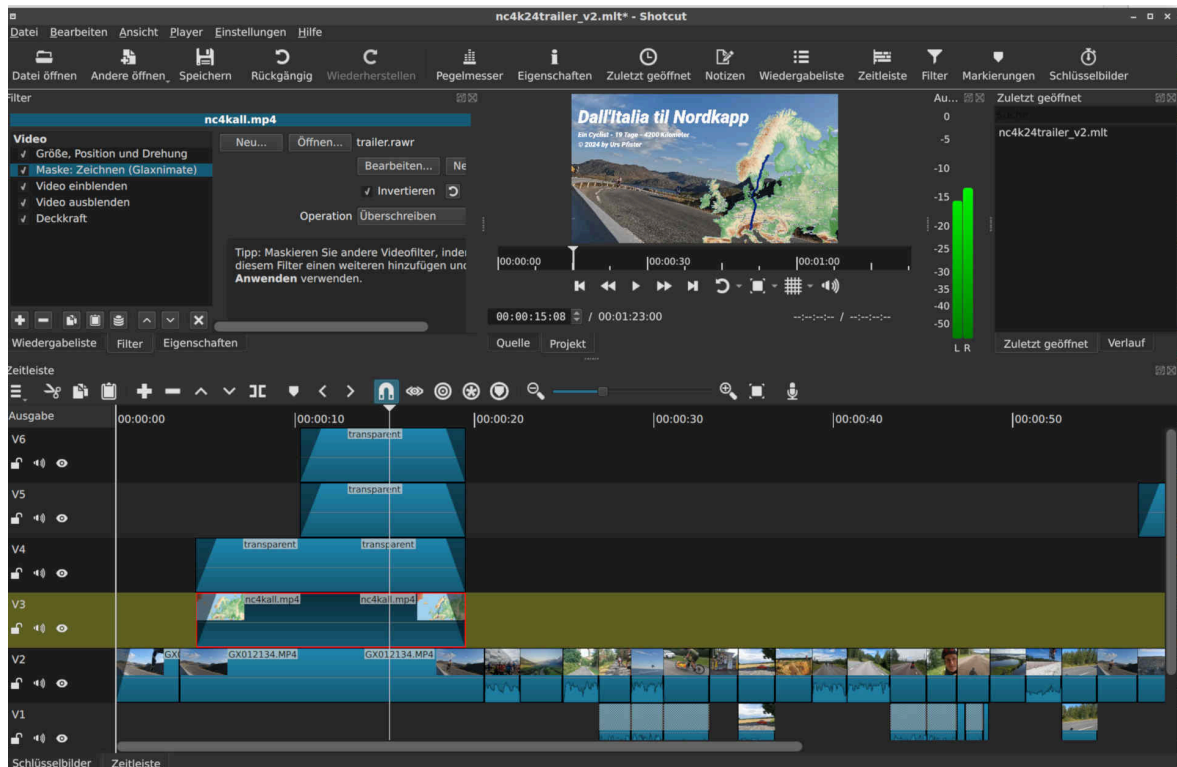 nc4k24trailer_v2.mlt* - Shotcut
Datei Bearbeiten Ansicht Player Einstellungen Hilfe
Datei öffnen Andere öffnen Speichern Rückgängig Wiederherstellen Pegelmesser Eigenschaften Zuletzt geöffnet Notizen Wiedergabeliste Zeitleiste Filter Markierungen Schlüsselbilder
Filter
nc4kall.mp4
Video
Größe, Position und Drehung
Maske: Zeichnen (Glaxnimate)
Video einblenden
Video ausblenden
Deckkraft
Neu... Öffnen... trailer.rawr
Bearbeiten... Ne
Invertieren
Operation Überschreiben
Tipp: Maskieren Sie andere Videofilter, inder
diesem Filter einen weiteren hinzufügen und
Anwenden verwenden.
Wiedergabeliste Filter Eigenschaften
Dall'Italia til Nordkapp
Ein Cyclist - 19 Tage - 4200 Kilometer
© 2024 by Urs Pfister
00:00:00 00:00:30 00:01:00
00:00:15:08 / 00:01:23:00 --:--:--:-- / --:--:--:--
Quelle Projekt
Au...
0
-5
-10
-15
-20
-25
-30
-35
-40
-50
L R
Zuletzt geöffnet
nc4k24trailer_v2.mlt
Zuletzt geöffnet Verlauf
Zeitleiste
Ausgabe 00:00:00 00:00:10 00:00:20 00:00:30 00:00:40 00:00:50
V6 transparent
V5 transparent
V4 transparent transparent
V3 nc4kall.mp4 nc4kall.mp4
V2 GX GX012134.MP4 GX012134.MP4
V1
Schlüsselbilder Zeitleiste